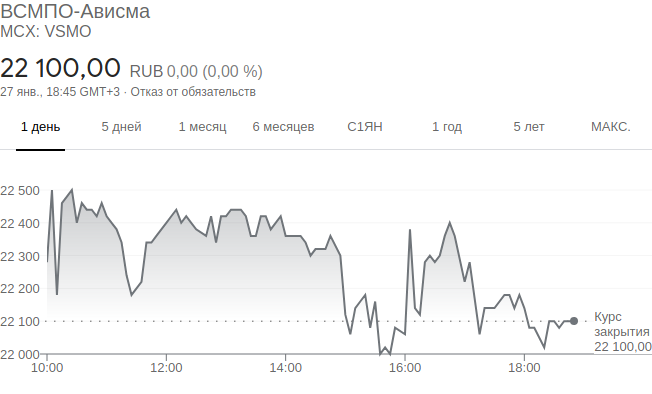 ВСМПО-Ависма
MCX: VSMO
22 100,00 RUB 0,00 (0,00 %)
27 янв., 18:45 GMT+3 · Отказ от обязательств
1 день 5 дней 1 месяц 6 месяцев С1ЯН 1 год 5 лет МАКС.
22 500
22 400
22 300
22 200
22 100
22 000
Курс
закрытия
22 100,00
10:00 12:00 14:00 16:00 18:00